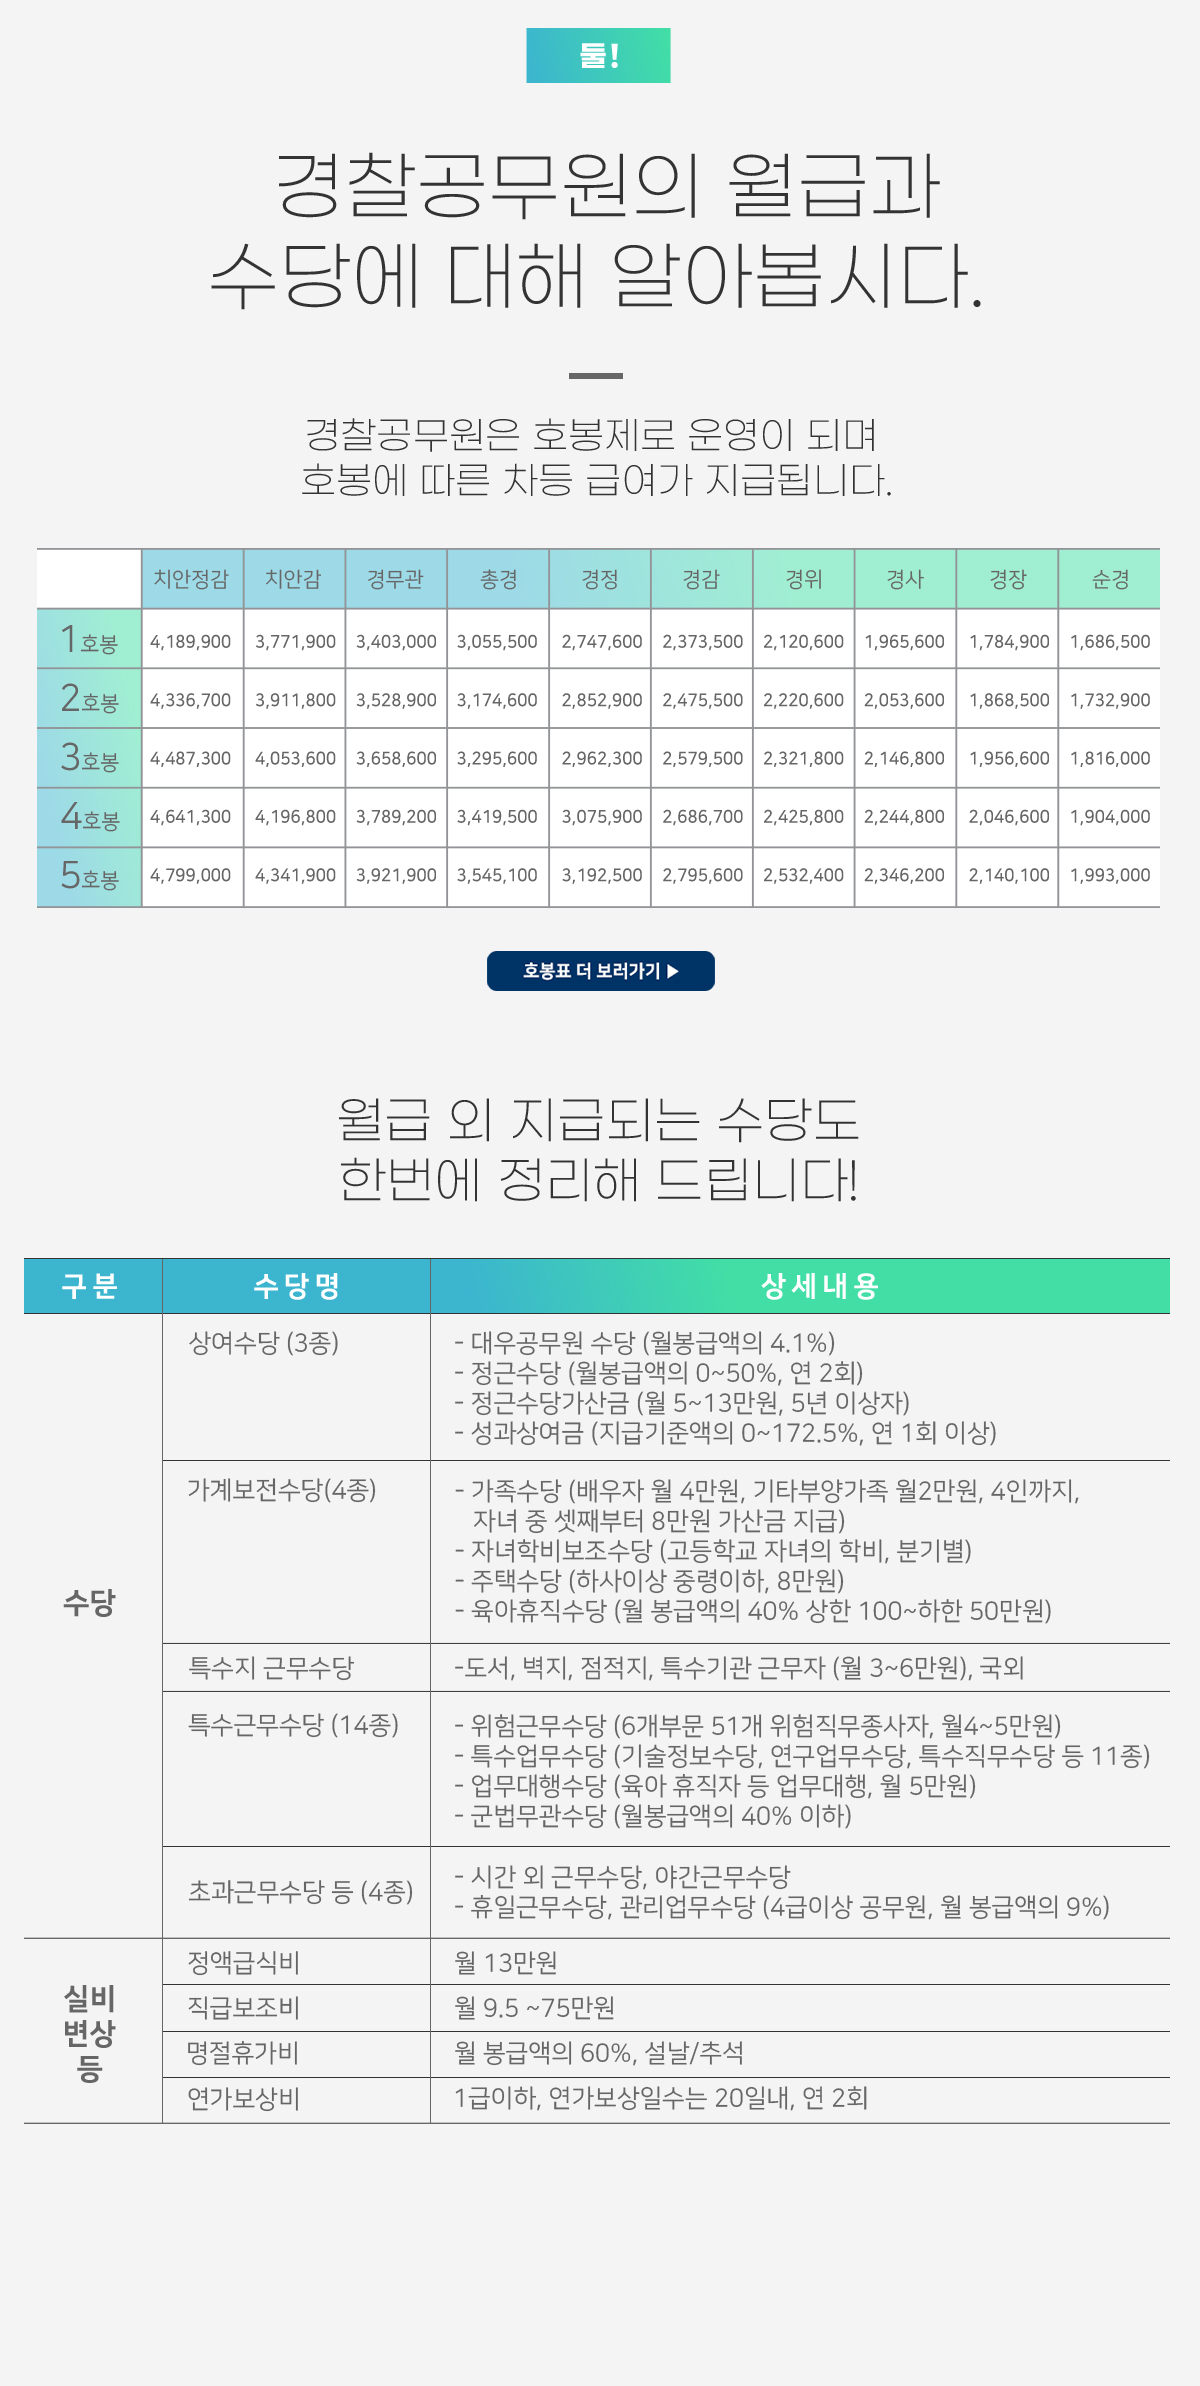 둘!
경찰공무원의 월급과
수당에 대해 알아봅시다.
경찰공무원은 호봉제로 운영이 되며
호봉에 따른 차등 급여가 지급됩니다.
치안정감 치안감 경무관 총경 경정 경감 경위 경사 경장 순경
1호봉 4,189,900 3,771,900 3,403,000 3,055,500 2,747,600 2,373,500 2,120,600 1,965,600 1,784,900 1,686,500
2호봉 4,336,700 3,911,800 3,528,900 3,174,600 2,852,900 2,475,500 2,220,600 2,053,600 1,868,500 1,732,900
3호봉 4,487,300 4,053,600 3,658,600 3,295,600 2,962,300 2,579,500 2,321,800 2,146,800 1,956,600 1,816,000
4호봉 4,641,300 4,196,800 3,789,200 3,419,500 3,075,900 2,686,700 2,425,800 2,244,800 2,046,600 1,904,000
5호봉 4,799,000 4,341,900 3,921,900 3,545,100 3,192,500 2,795,600 2,532,400 2,346,200 2,140,100 1,993,000
호봉표 더 보러가기 ▶
월급 외 지급되는 수당도
한번에 정리해 드립니다!
구분 수당명 상세내용
수당
상여수당 (3종)
- 대우공무원 수당 (월봉급액의 4.1%)
- 정근수당 (월봉급액의 0~50%, 연 2회)
- 정근수당가산금 (월 5~13만원, 5년 이상자)
- 성과상여금 (지급기준액의 0~172.5%, 연 1회 이상)
가계보전수당(4종)
- 가족수당 (배우자 월 4만원, 기타부양가족 월2만원, 4인까지,
자녀 중 셋째부터 8만원 가산금 지급)
- 자녀학비보조수당 (고등학교 자녀의 학비, 분기별)
- 주택수당 (하사이상 중령이하, 8만원)
- 육아휴직수당 (월 봉급액의 40% 상한 100~하한 50만원)
특수지 근무수당
-도서, 벽지, 점적지, 특수기관 근무자 (월 3~6만원), 국외
특수근무수당 (14종)
- 위험근무수당 (6개부문 51개 위험직무종사자, 월4~5만원)
- 특수업무수당 (기술정보수당, 연구업무수당, 특수직무수당 등 11종)
- 업무대행수당 (육아 휴직자 등 업무대행, 월 5만원)
- 군법무관수당 (월봉급액의 40% 이하)
초과근무수당 등 (4종)
- 시간 외 근무수당, 야간근무수당
- 휴일근무수당, 관리업무수당 (4급이상 공무원, 월 봉급액의 9%)
실비
변상
등
정액급식비 월 13만원
직급보조비 월 9.5 ~75만원
명절휴가비 월 봉급액의 60%, 설날/추석
연가보상비 1급이하, 연가보상일수는 20일내, 연 2회